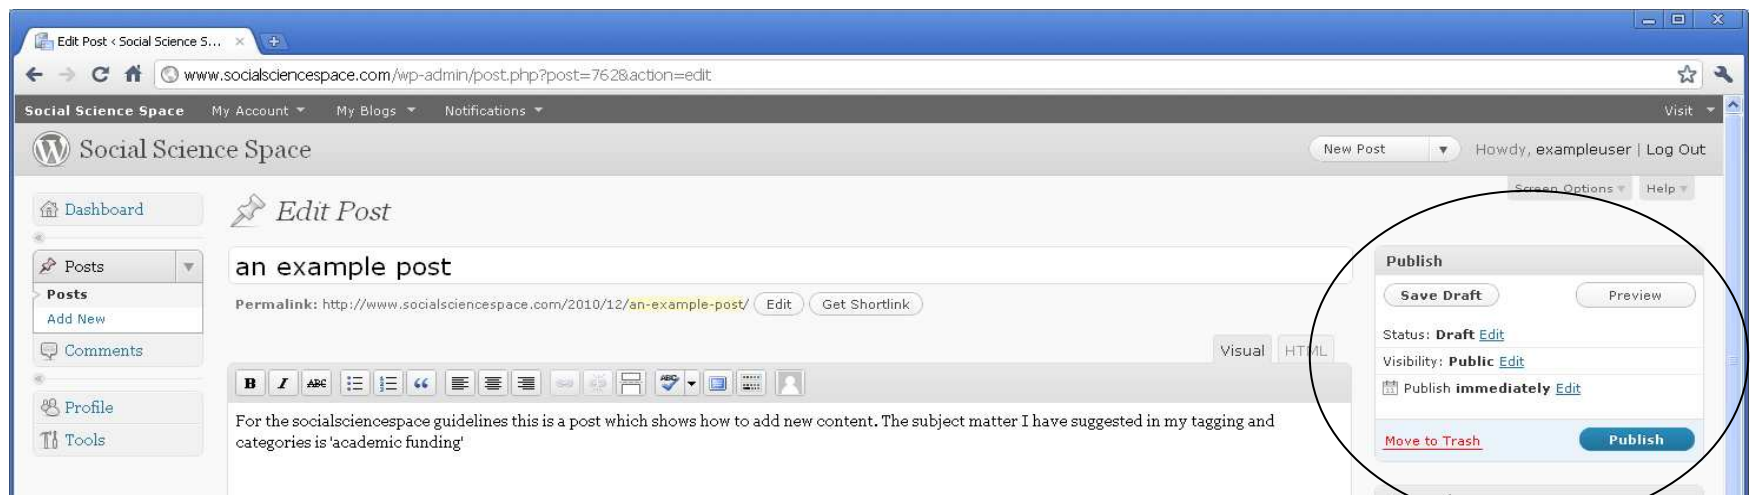 Edit Post ‹ Social Science S...
www.socialsciencespace.com/wp-admin/post.php?post=762&action=edit
Social Science Space My Account My Blogs Notifications Visit
Social Science Space New Post Howdy, exampleuser | Log Out
Screen Options Help
Dashboard
Edit Post
Posts
an example post
Publish
Posts
Permalink: http://www.socialsciencespace.com/2010/12/an-example-post/ Edit Get Shortlink
Save Draft Preview
Add New
Status: Draft Edit
Comments
Visual HTML
Visibility: Public Edit
B I ABC ABC
Publish immediately Edit
Profile
For the socialsciencespace guidelines this is a post which shows how to add new content. The subject matter I have suggested in my tagging and
categories is 'academic funding'
Tools
Move to Trash Publish